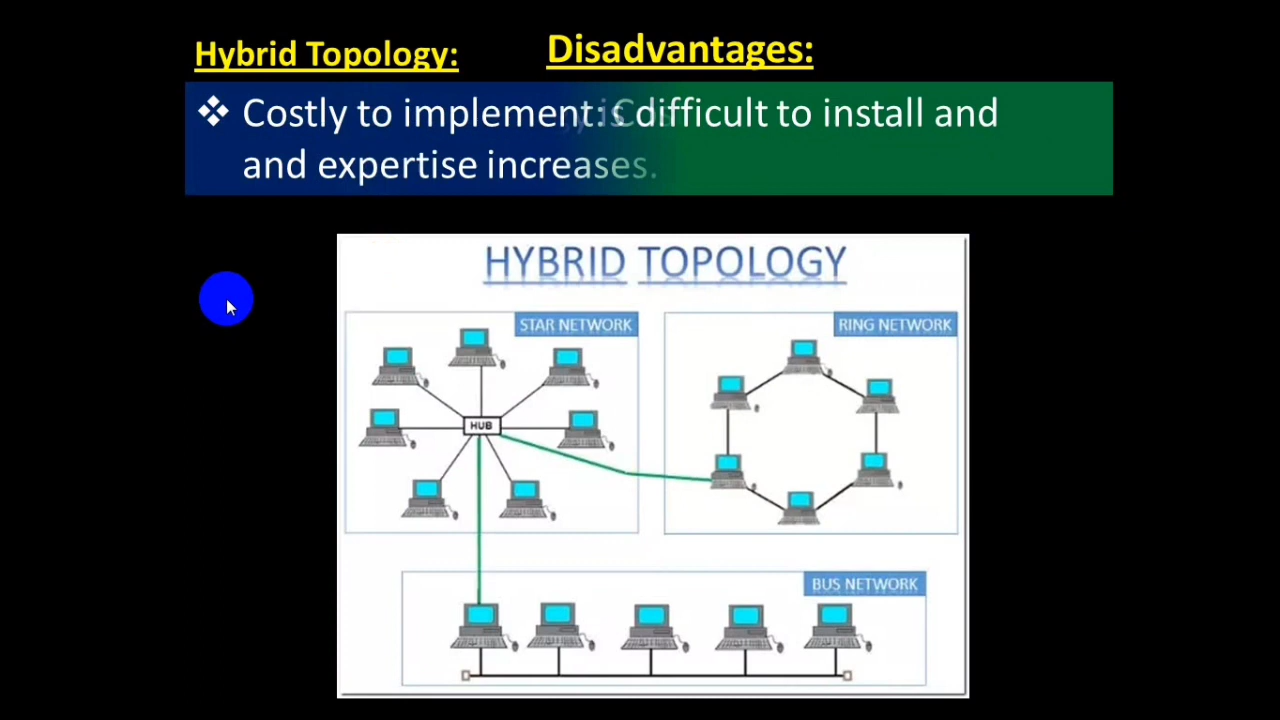 Hybrid Topology: Disadvantages:
Costly to implement: difficult to install and
and expertise increases.
HYBRID TOPOLOGY
STAR NETWORK
RING NETWORK
HUB
BUS NETWORK